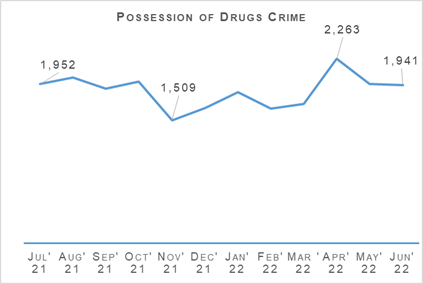 Possession of Drugs Crime
2,263
1,952
1,941
1,509
Jul' Aug' Sep' Oct' Nov' Dec' Jan' Feb' Mar ' Apr' May' Jun'
21 21 21 21 21 21 22 22 22 22 22 22